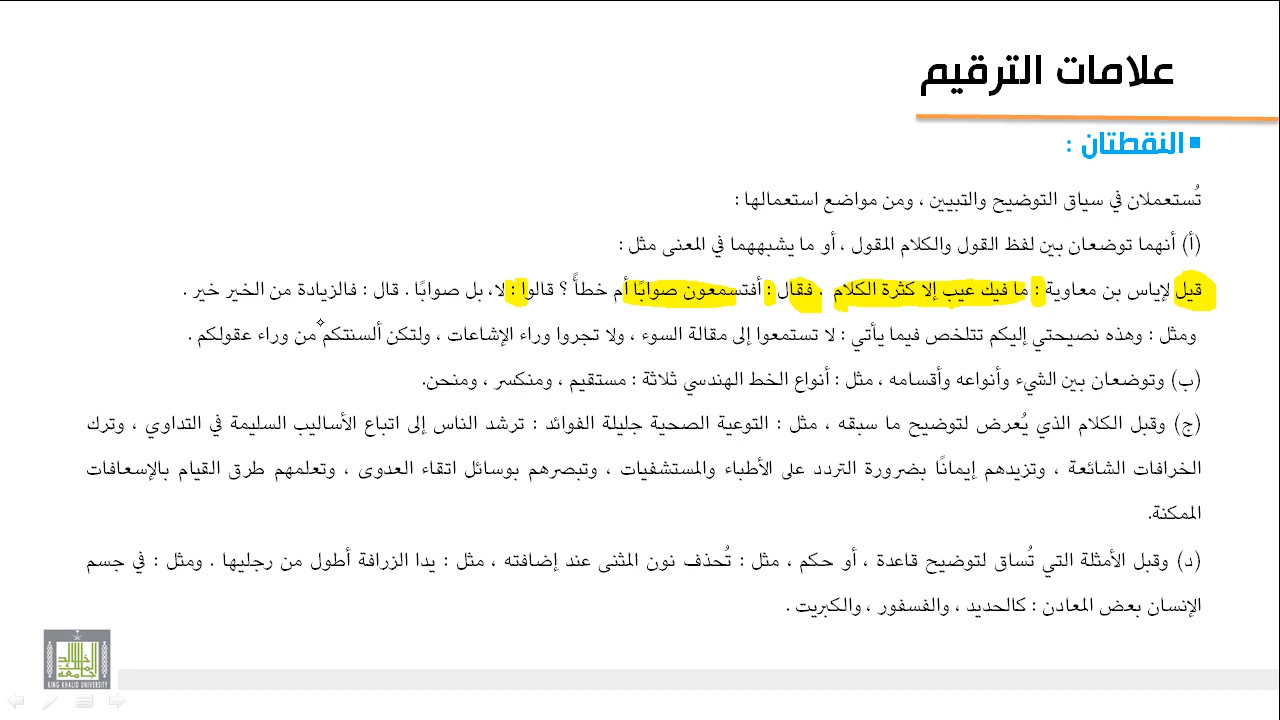 علامات الترقيم
النقطتان :
تُستعملان في سياق التوضيح والتبيين ، ومن مواضع استعمالها :
(أ) أنهما توضعان بين لفظ القول والكلام المقول ، أو ما يشبههما في المعنى مثل :
قيل لإياس بن معاوية : ما فيك عيب إلا كثرة الكلام . فقال : أفتسمعون صوابًا أم خطأً ؟ قالوا : لا، بل صوابًا . قال : فالزيادة من الخير خير .
ومثل : وهذه نصيحتي إليكم تتلخص فيما يأتي : لا تستمعوا إلى مقالة السوء ، ولا تجروا وراء الإشاعات ، ولتكن ألسنتكم من وراء عقولكم .
(ب) وتوضعان بين الشيء وأنواعه وأقسامه ، مثل : أنواع الخط الهندسي ثلاثة : مستقيم ، ومنكسر ، ومنحن.
(ج) وقبل الكلام الذي يُعرض لتوضيح ما سبقه ، مثل : التوعية الصحية جليلة الفوائد : ترشد الناس إلى اتباع الأساليب السليمة في التداوي ، وترك
الخرافات الشائعة ، وتزيدهم إيمانًا بضرورة التردد على الأطباء والمستشفيات ، وتبصرهم بوسائل اتقاء العدوى ، وتعلمهم طرق القيام بالإسعافات
الممكنة.
(د) وقبل الأمثلة التي تُساق لتوضيح قاعدة ، أو حكم ، مثل : تُحذف نون المثنى عند إضافته ، مثل : يدا الزرافة أطول من رجليها . ومثل : في جسم
الإنسان بعض المعادن : كالحديد ، والفسفور ، والكبريت .
جامعة الملك خالد
KING KHALID UNIVERSITY